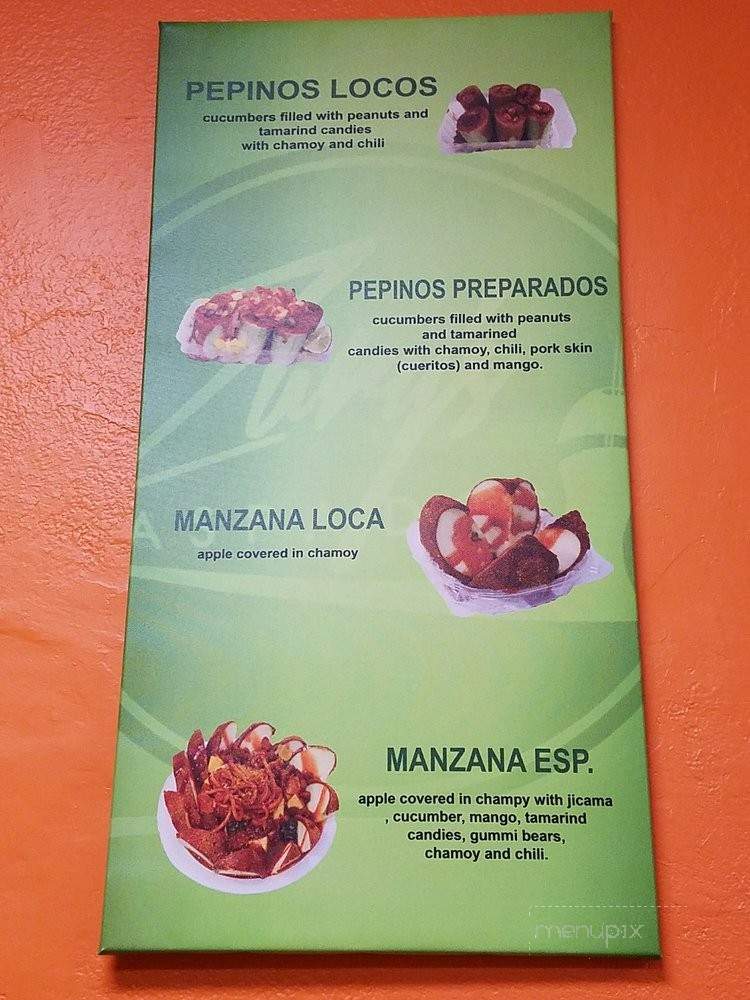 PEPINOS LOCOS
cucumbers filled with peanuts and
tamarind candies
with chamoy and chili
PEPINOS PREPARADOS
cucumbers filled with peanuts
and tamarined
candies with chamoy, chili, pork skin
(cueritos) and mango.
MANZANA LOCA
apple covered in chamoy
MANZANA ESP.
apple covered in champy with jicama
, cucumber, mango, tamarind
candies, gummi bears,
chamoy and chili.
menupix